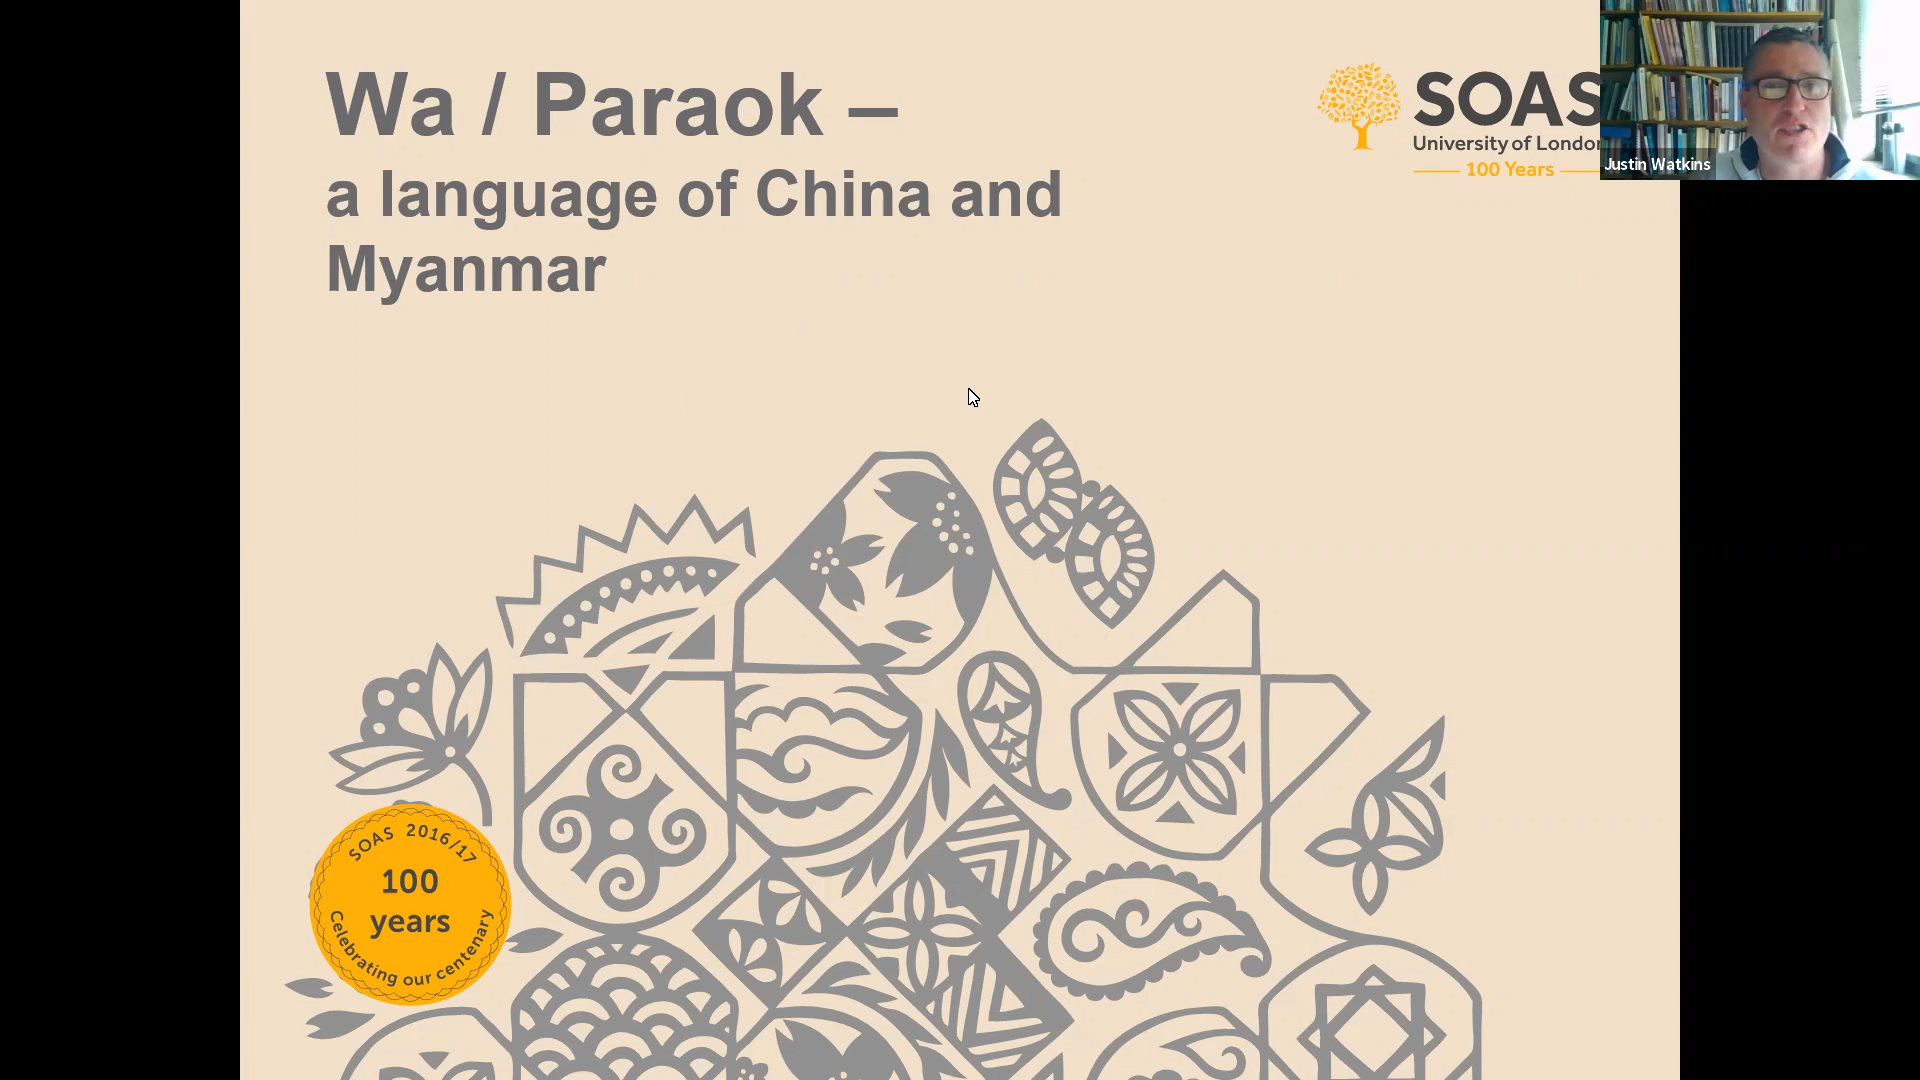 Wa / Paraok –
a language of China and
Myanmar
SOAS
University of London
100 Years
Justin Watkins
SOAS 2016/17
100
years
Celebrating our centenary